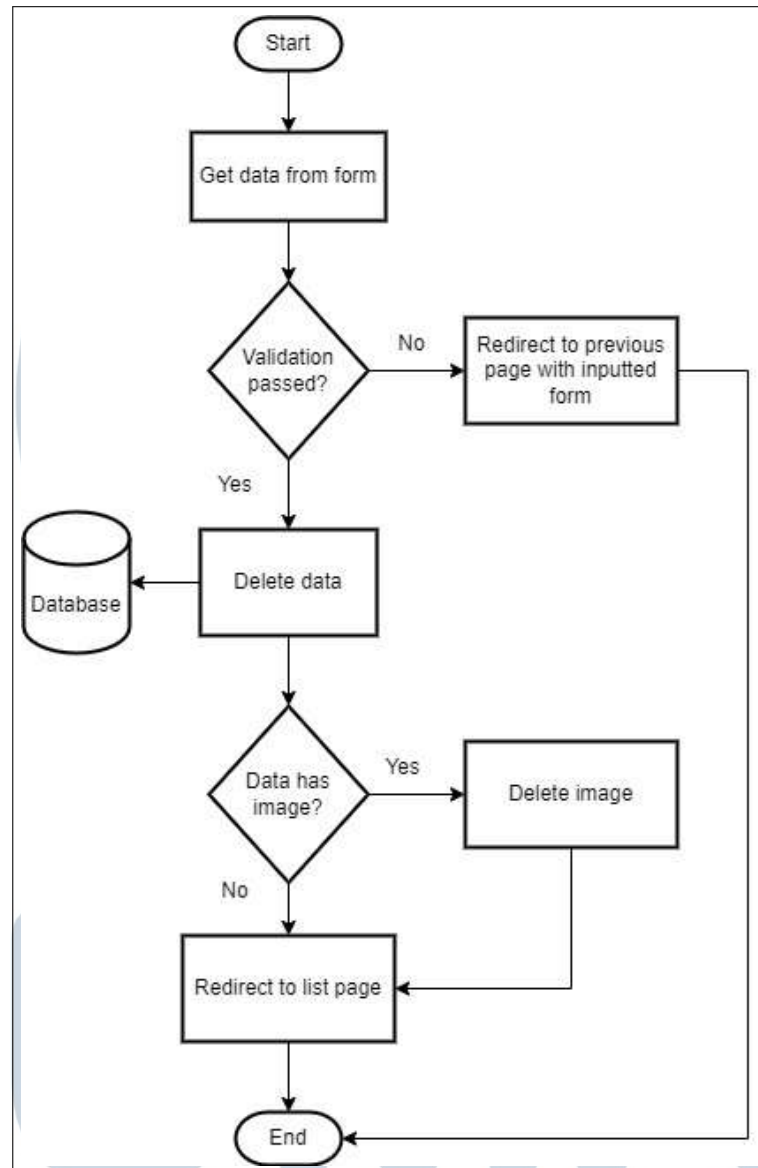 Start
Get data from form
Validation
passed?
No
Redirect to previous
page with inputted
form
Yes
Database
Delete data
Data has
image?
Yes
Delete image
No
Redirect to list page
End